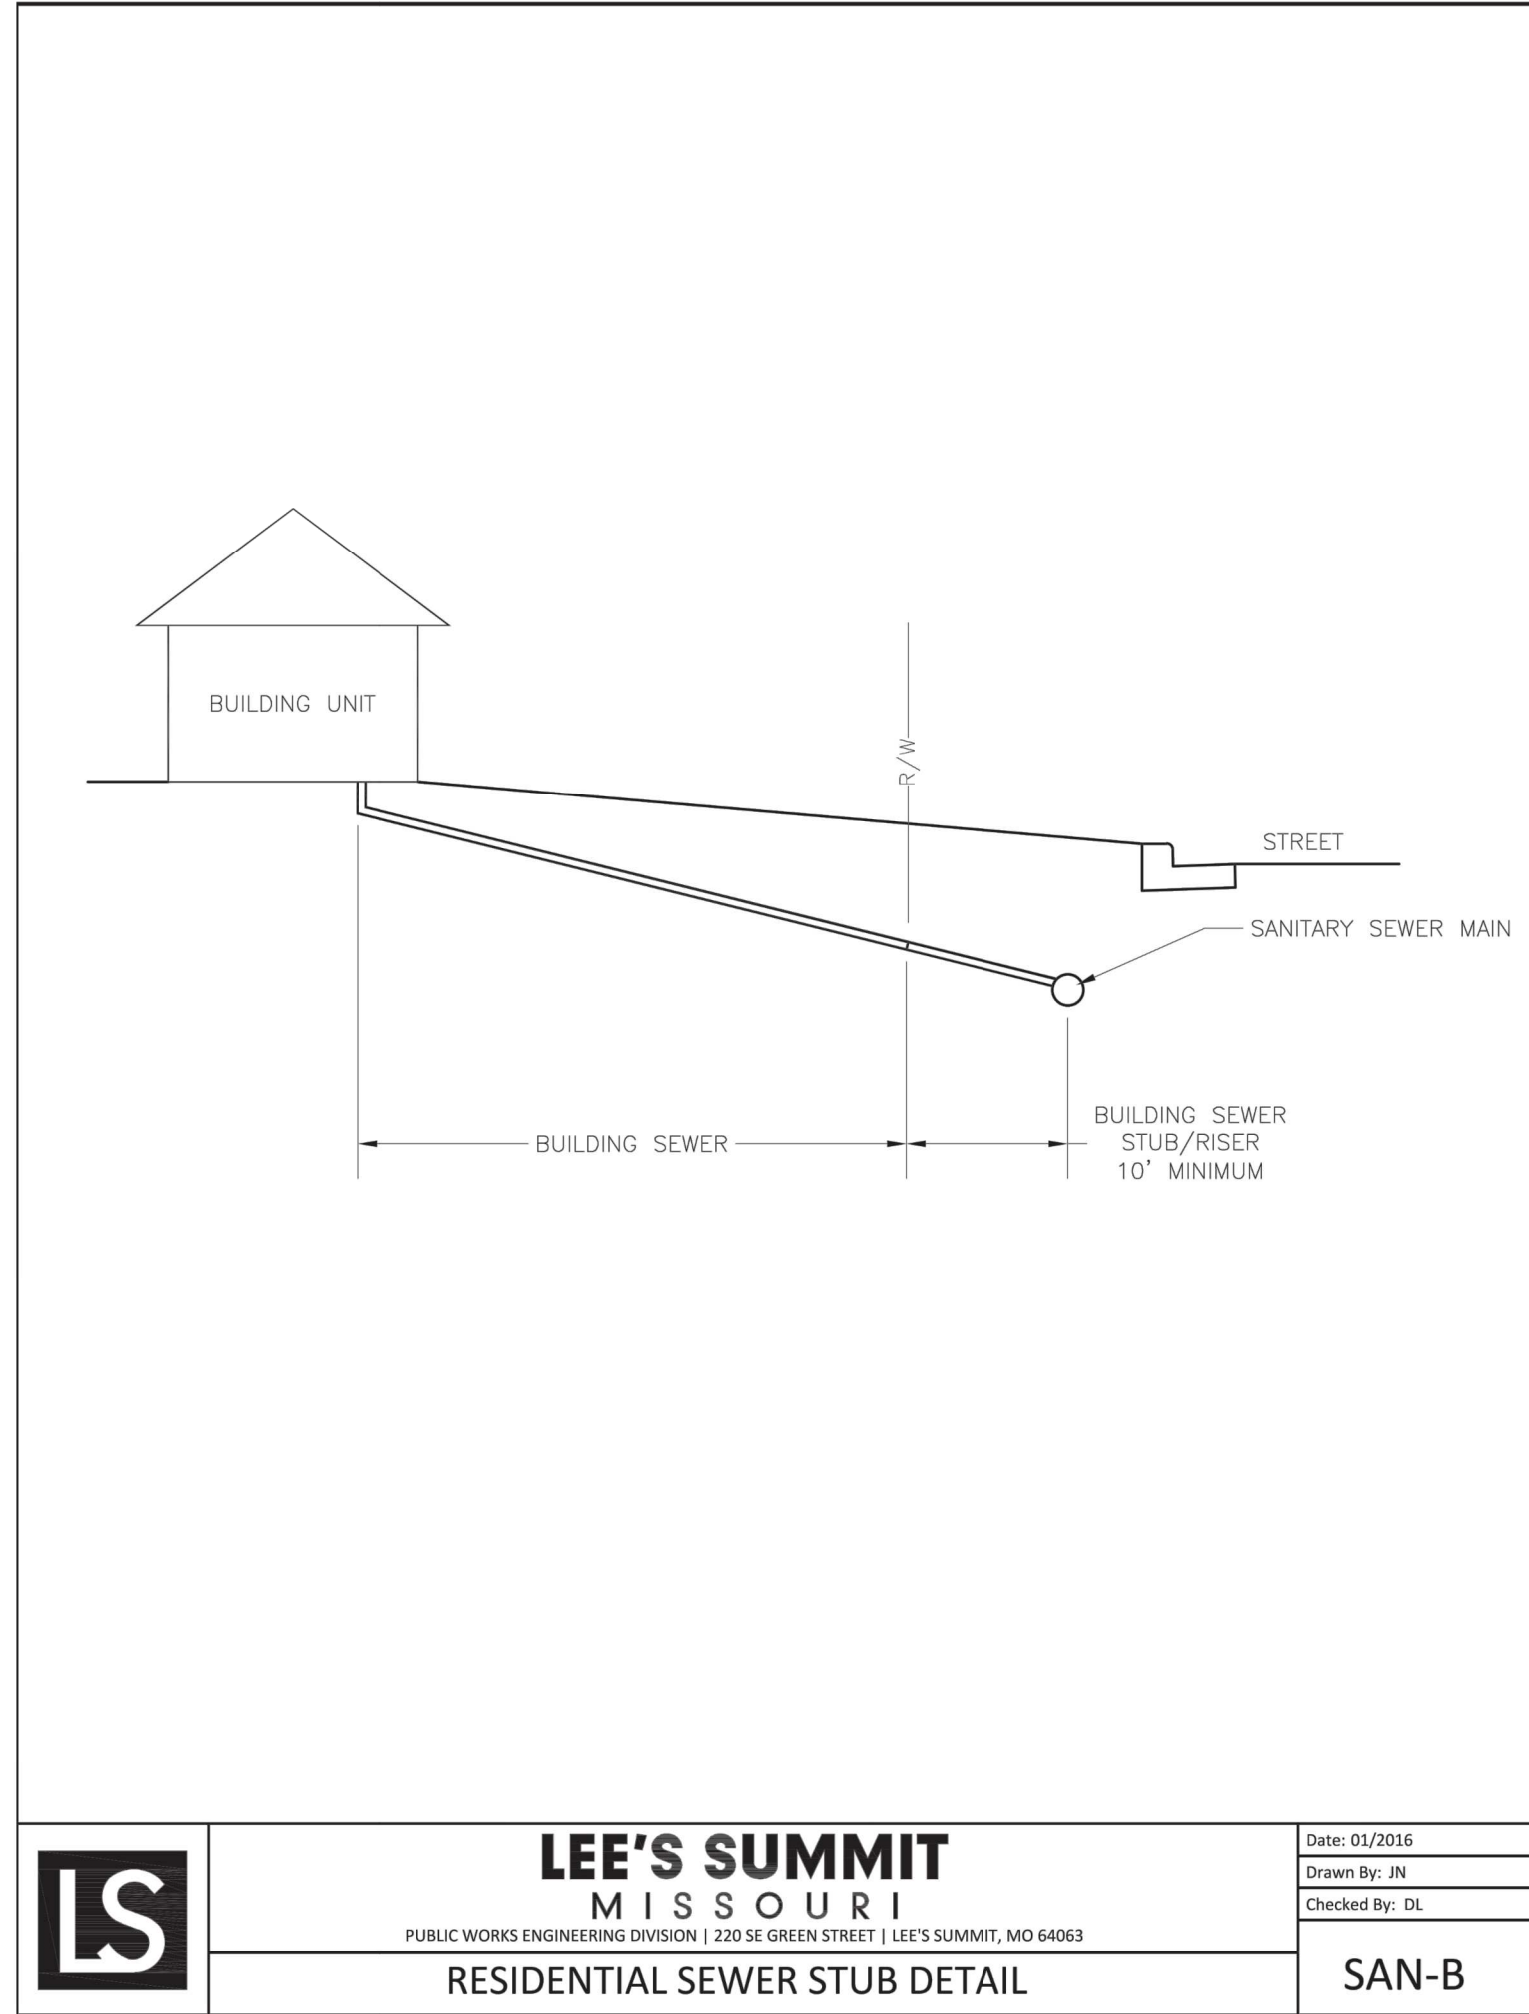 BUILDING UNIT
R/W
STREET
SANITARY SEWER MAIN
BUILDING SEWER
BUILDING SEWER
STUB/RISER
10' MINIMUM
LS
LEE'S SUMMIT
MISSOURI
PUBLIC WORKS ENGINEERING DIVISION | 220 SE GREEN STREET | LEE'S SUMMIT, MO 64063
RESIDENTIAL SEWER STUB DETAIL
Date: 01/2016
Drawn By: JN
Checked By: DL
SAN-B